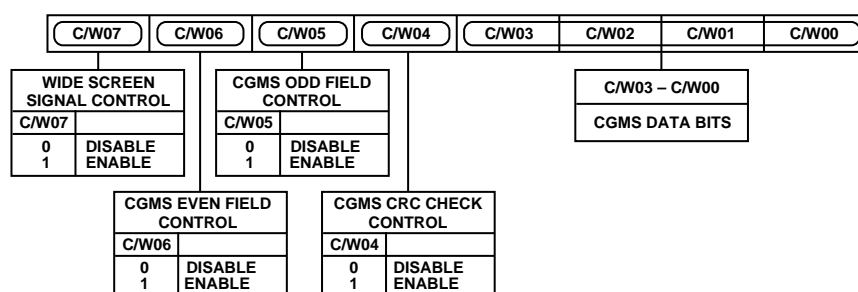 C/W07 C/W06 C/W05 C/W04 C/W03 C/W02 C/W01 C/W00
WIDE SCREEN
SIGNAL CONTROL
C/W07
0 DISABLE
1 ENABLE
CGMS ODD FIELD
CONTROL
C/W05
0 DISABLE
1 ENABLE
C/W03 – C/W00
CGMS DATA BITS
CGMS EVEN FIELD
CONTROL
C/W06
0 DISABLE
1 ENABLE
CGMS CRC CHECK
CONTROL
C/W04
0 DISABLE
1 ENABLE